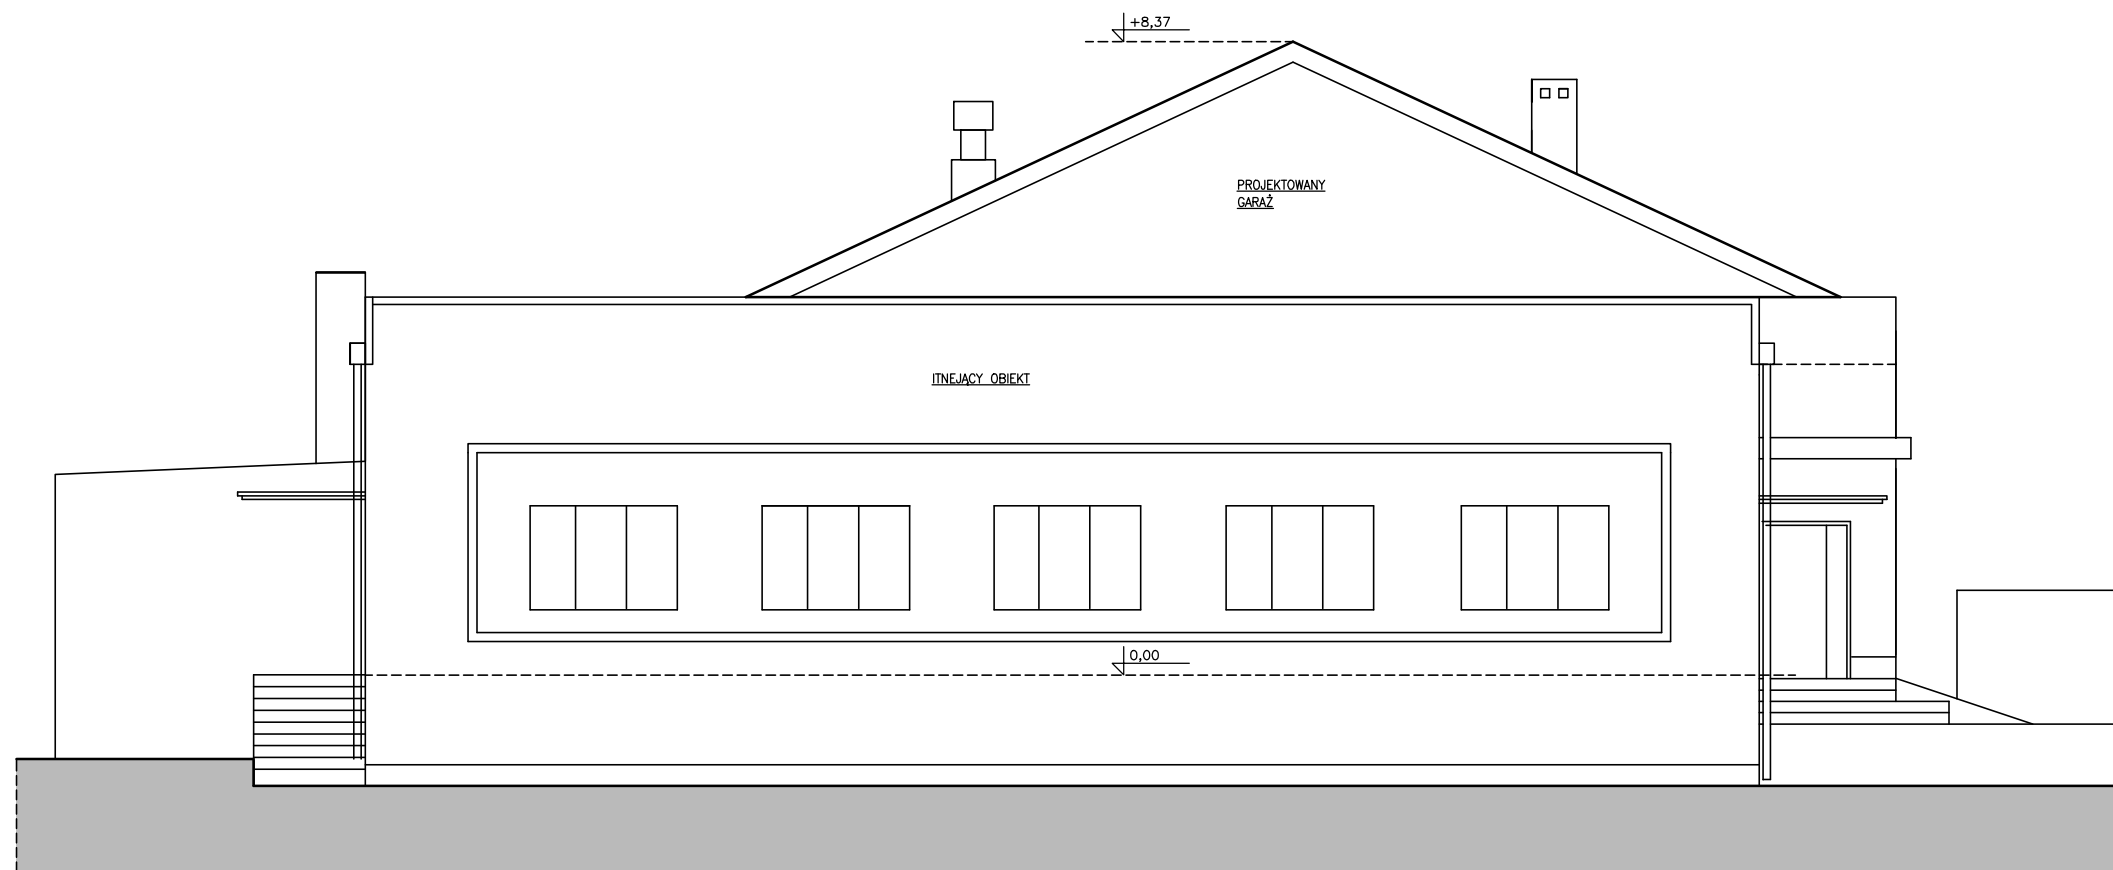 +8,37
PROJEKTOWANY
GARAŻ
ITNEJĄCY OBIEKT
0,00